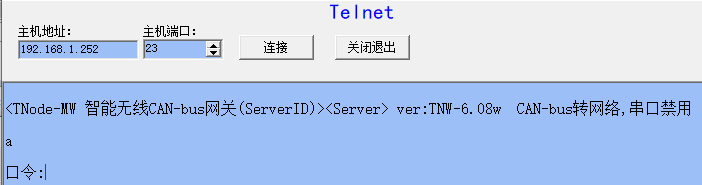 Telnet
主机地址: 主机端口:
192.168.1.252 23 连接 关闭退出
<TNode-MW 智能无线CAN-bus网关(ServerID)><Server> ver:TNW-6.08w  CAN-bus转网络,串口禁用
a
口令: